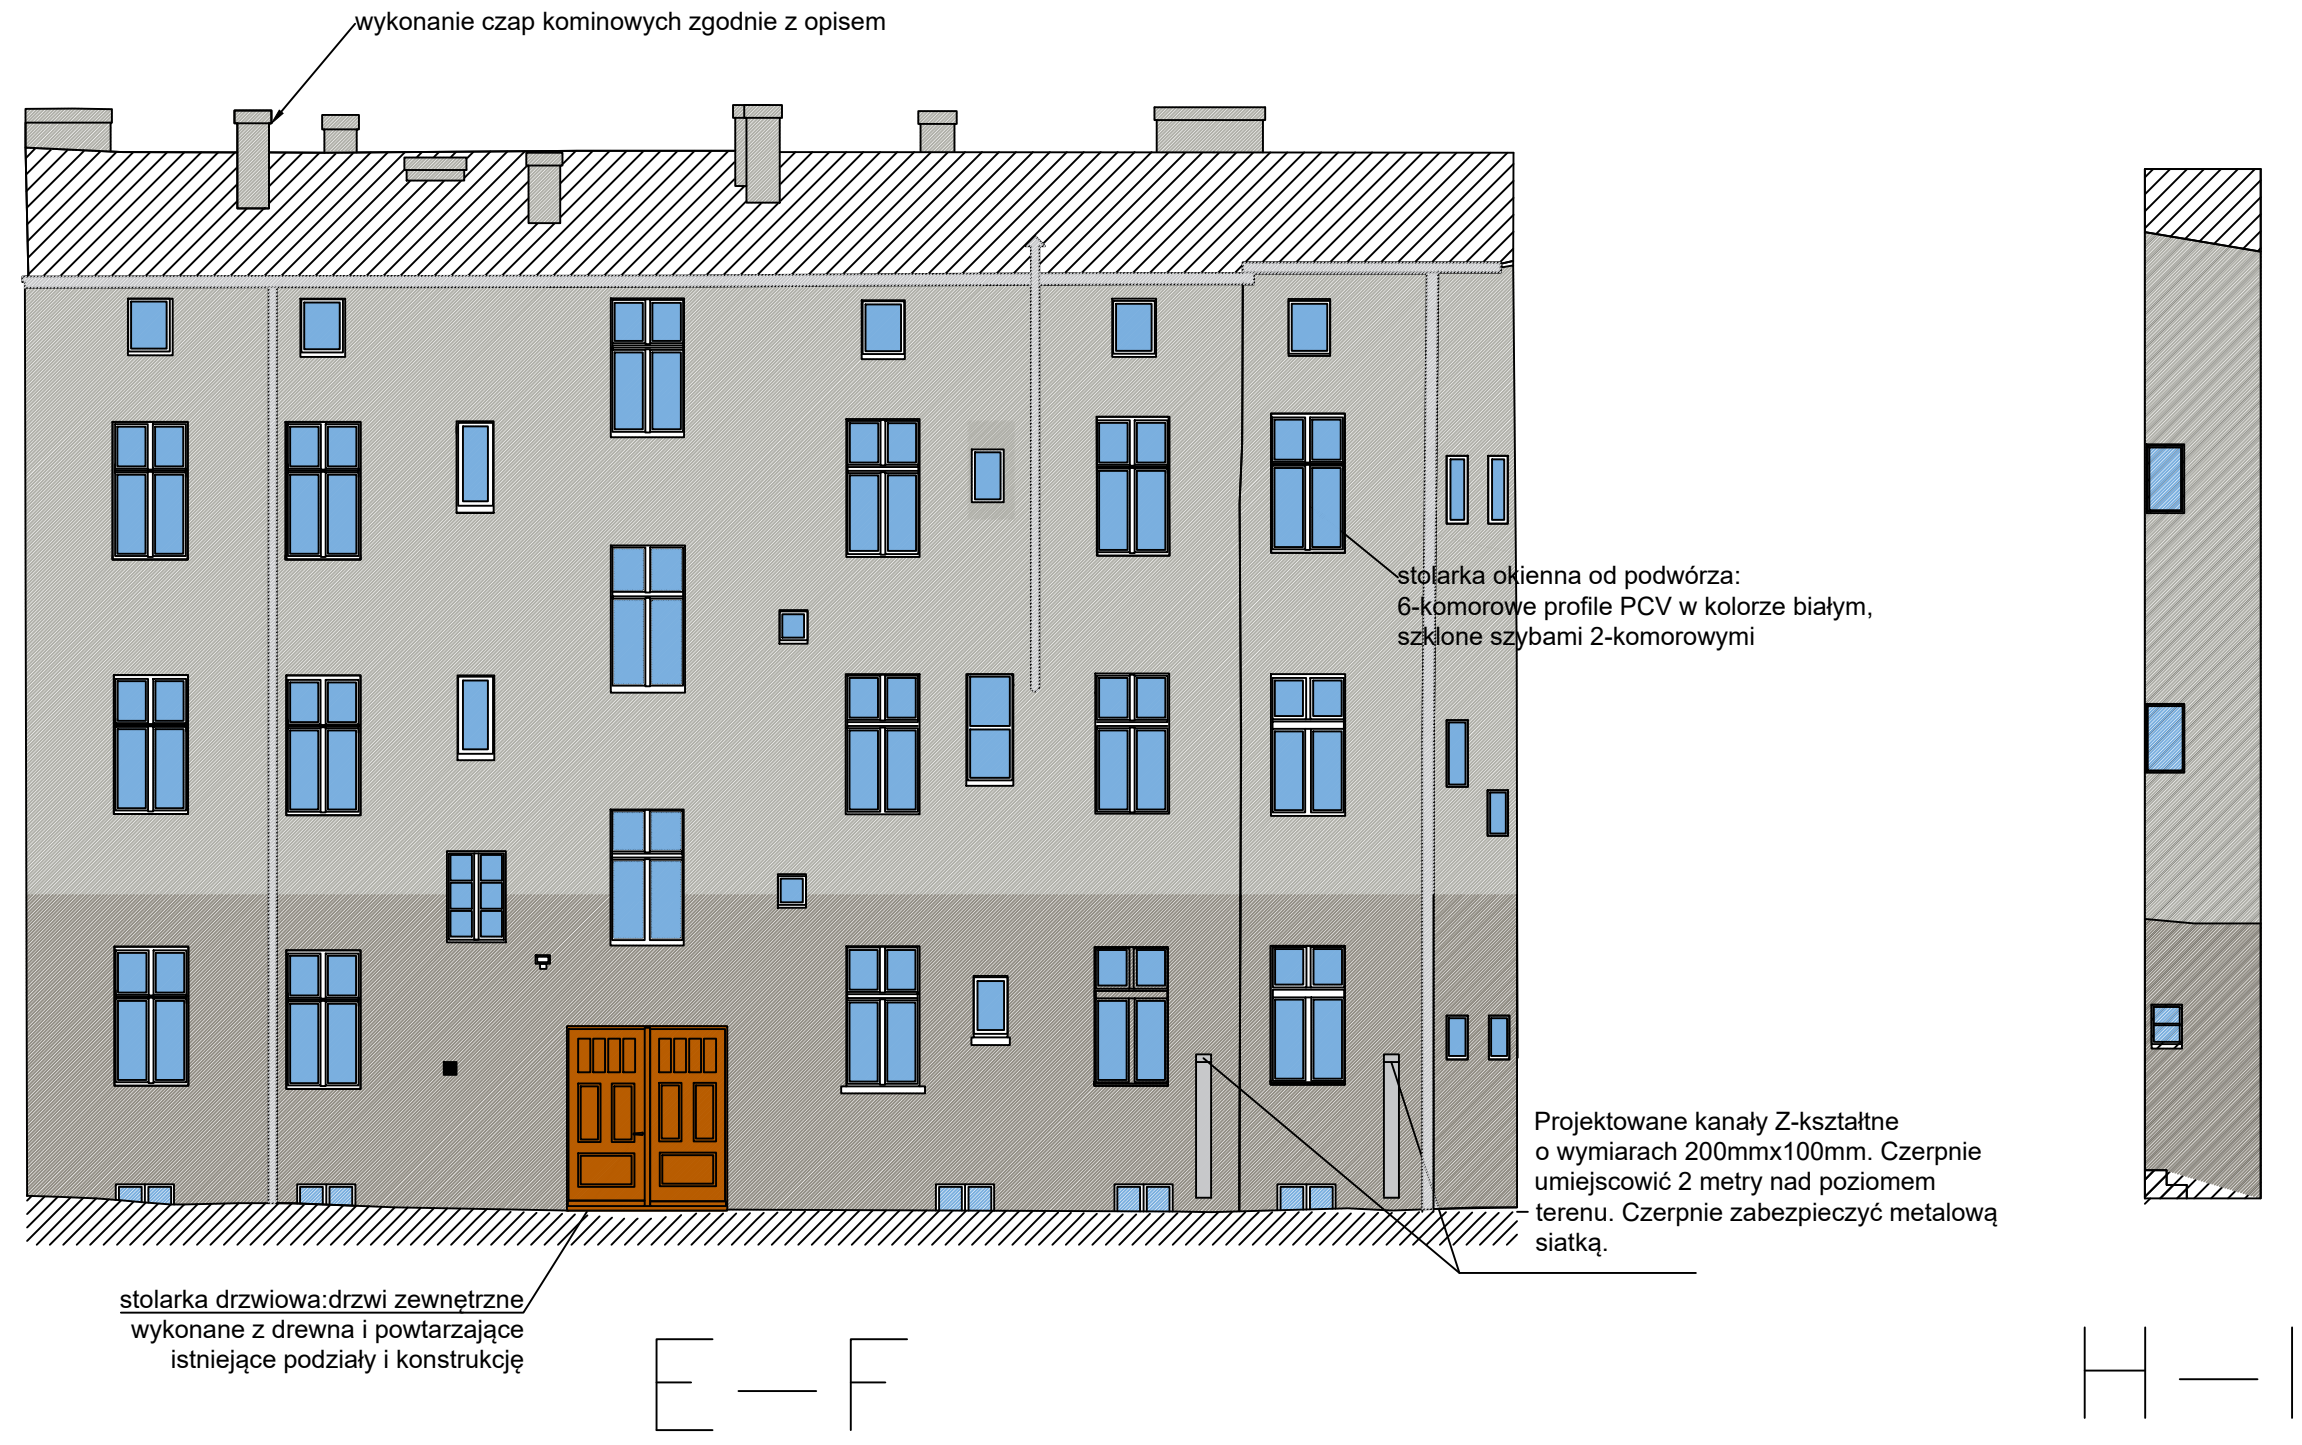 wykonanie czap kominowych zgodnie z opisem
stolarka okienna od podwórza:
6-komorowe profile PCV w kolorze białym,
szklone szybami 2-komorowymi
Projektowane kanały Z-kształtne
o wymiarach 200mmx100mm. Czerpnie
umiejscowić 2 metry nad poziomem
terenu. Czerpnie zabezpieczyć metalową
siatką.
stolarka drzwiowa:drzwi zewnętrzne
wykonane z drewna i powtarzające
istniejące podziały i konstrukcję
E — F
H — I